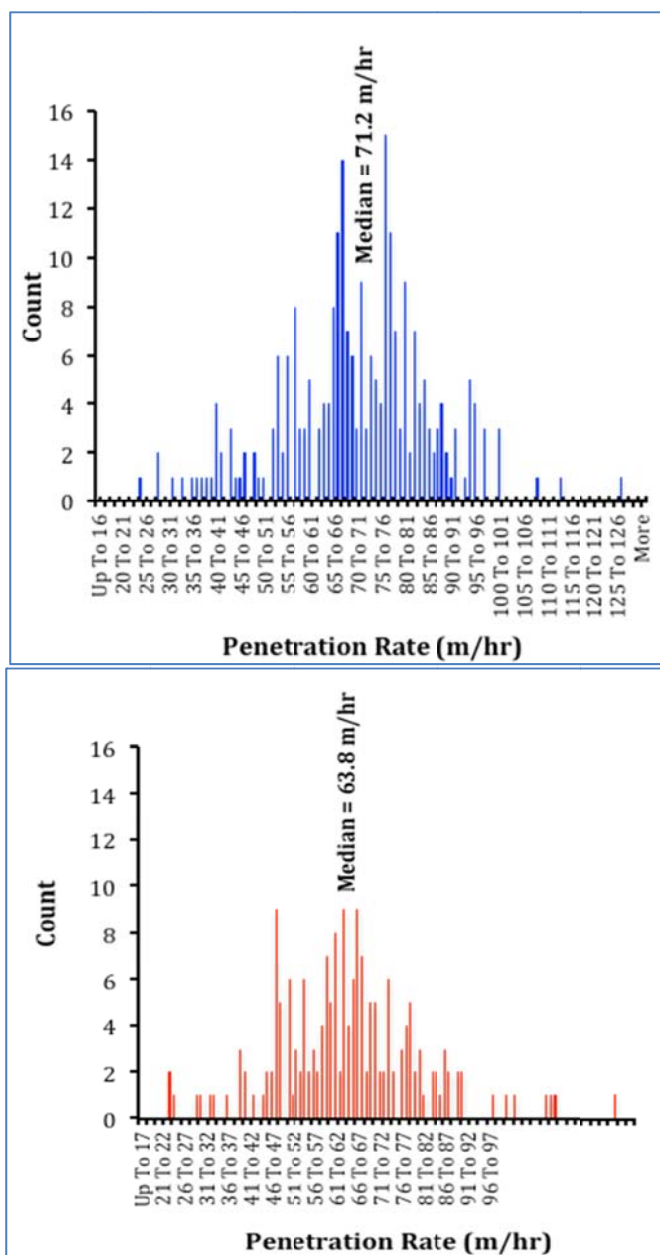 Median = 71.2 m/hr
16
14
12
10
8
6
4
2
0
Count
Up To 16
20 To 21
25 To 26
30 To 31
35 To 36
40 To 41
45 To 46
50 To 51
55 To 56
60 To 61
65 To 66
70 To 71
75 To 76
80 To 81
85 To 86
90 To 91
95 To 96
100 To 101
105 To 106
110 To 111
115 To 116
120 To 121
125 To 126
More
Penetration Rate (m/hr)
Median = 63.8 m/hr
16
14
12
10
8
6
4
2
0
Count
Up To 17
21 To 22
26 To 27
31 To 32
36 To 37
41 To 42
46 To 47
51 To 52
56 To 57
61 To 62
66 To 67
71 To 72
76 To 77
81 To 82
86 To 87
91 To 92
96 To 97
Penetration Rate (m/hr)